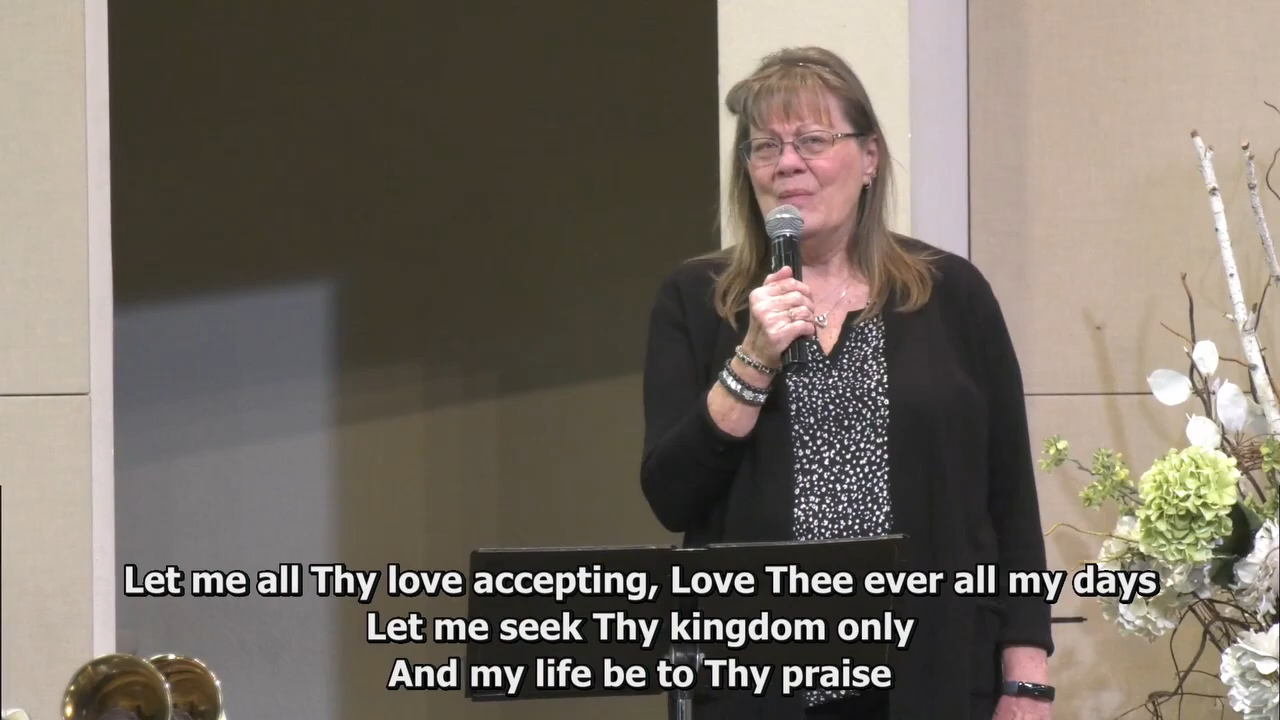 Let me all Thy love accepting, Love Thee ever all my days
Let me seek Thy kingdom only
And my life be to Thy praise